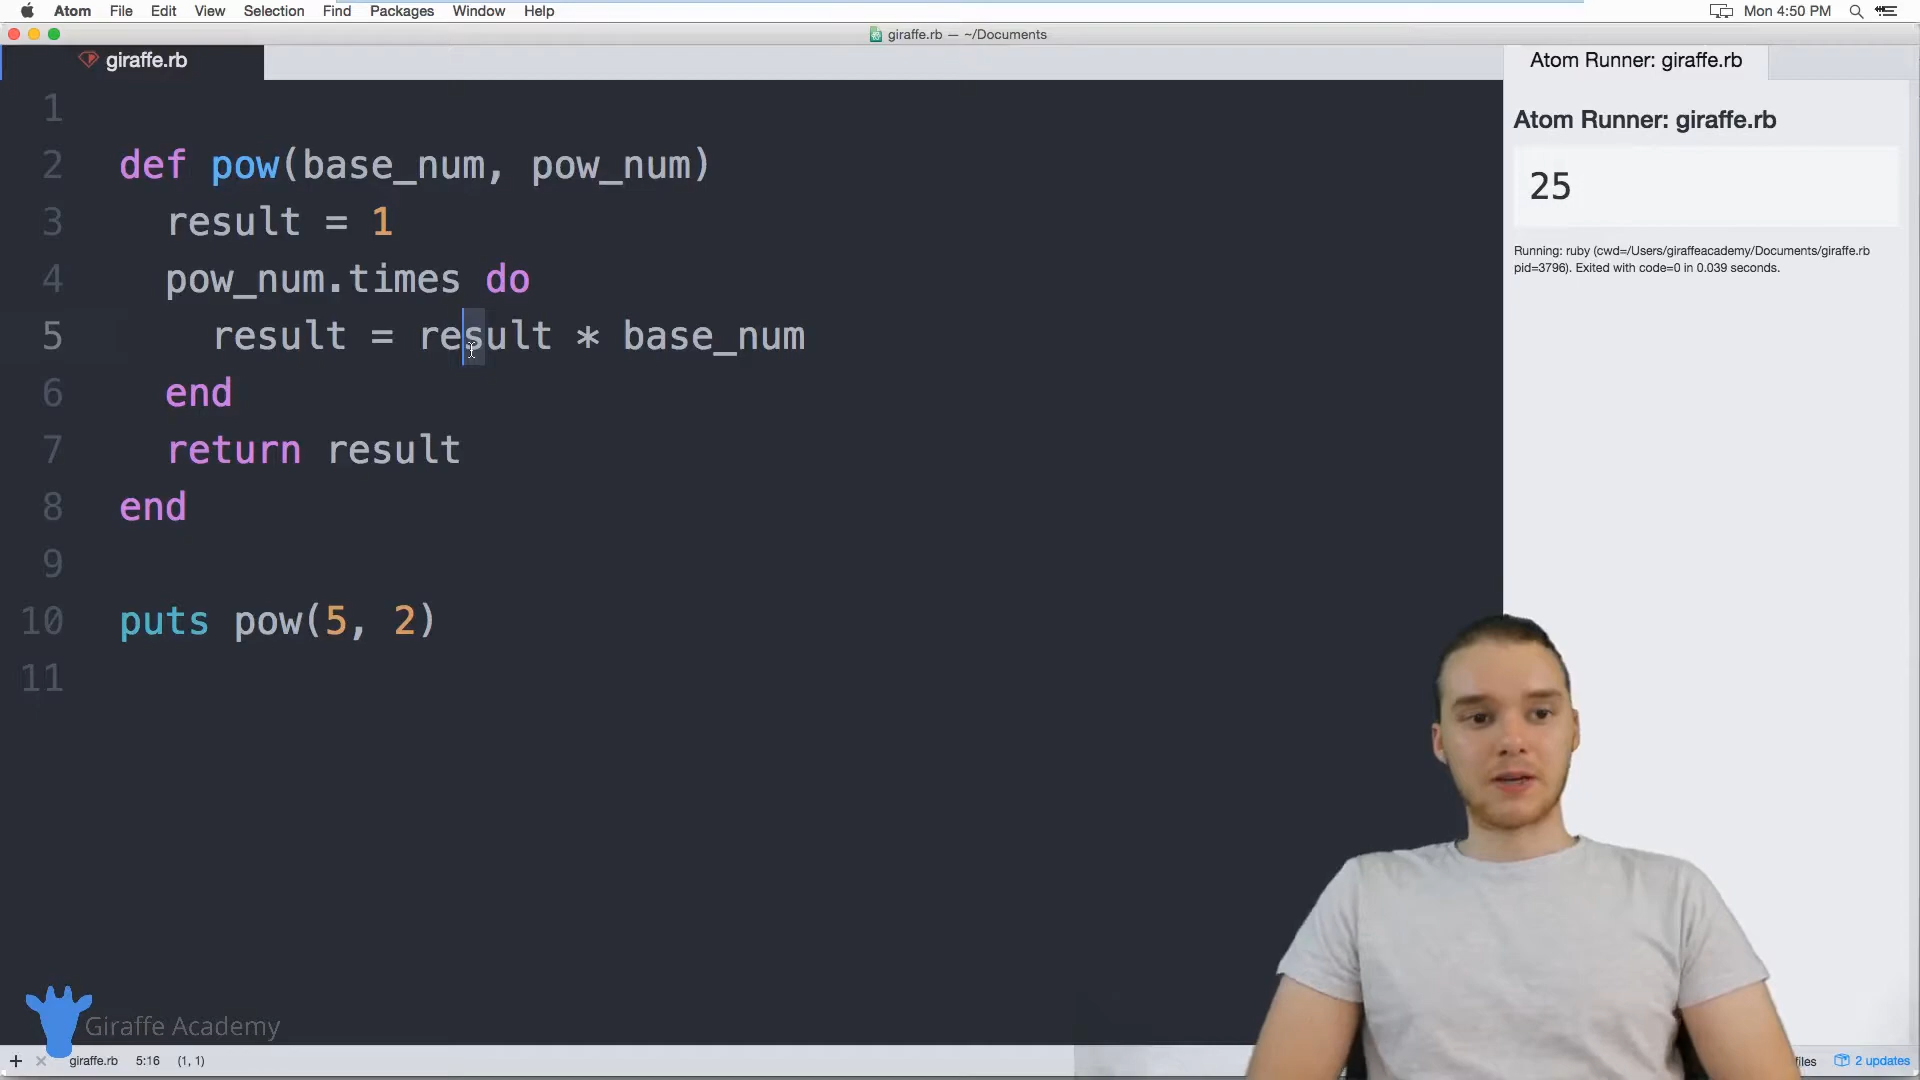 Atom File Edit View Selection Find Packages Window Help Mon 4:50 PM
giraffe.rb — ~/Documents
giraffe.rb
Atom Runner: giraffe.rb
1
2 def pow(base_num, pow_num)
3 result = 1
4 pow_num.times do
5 result = result * base_num
6 end
7 return result
8 end
9
10 puts pow(5, 2)
11
Atom Runner: giraffe.rb
25
Running: ruby (cwd=/Users/giraffeacademy/Documents/giraffe.rb
pid=3796). Exited with code=0 in 0.039 seconds.
Giraffe Academy
giraffe.rb 5:16 (1, 1) 2 updates